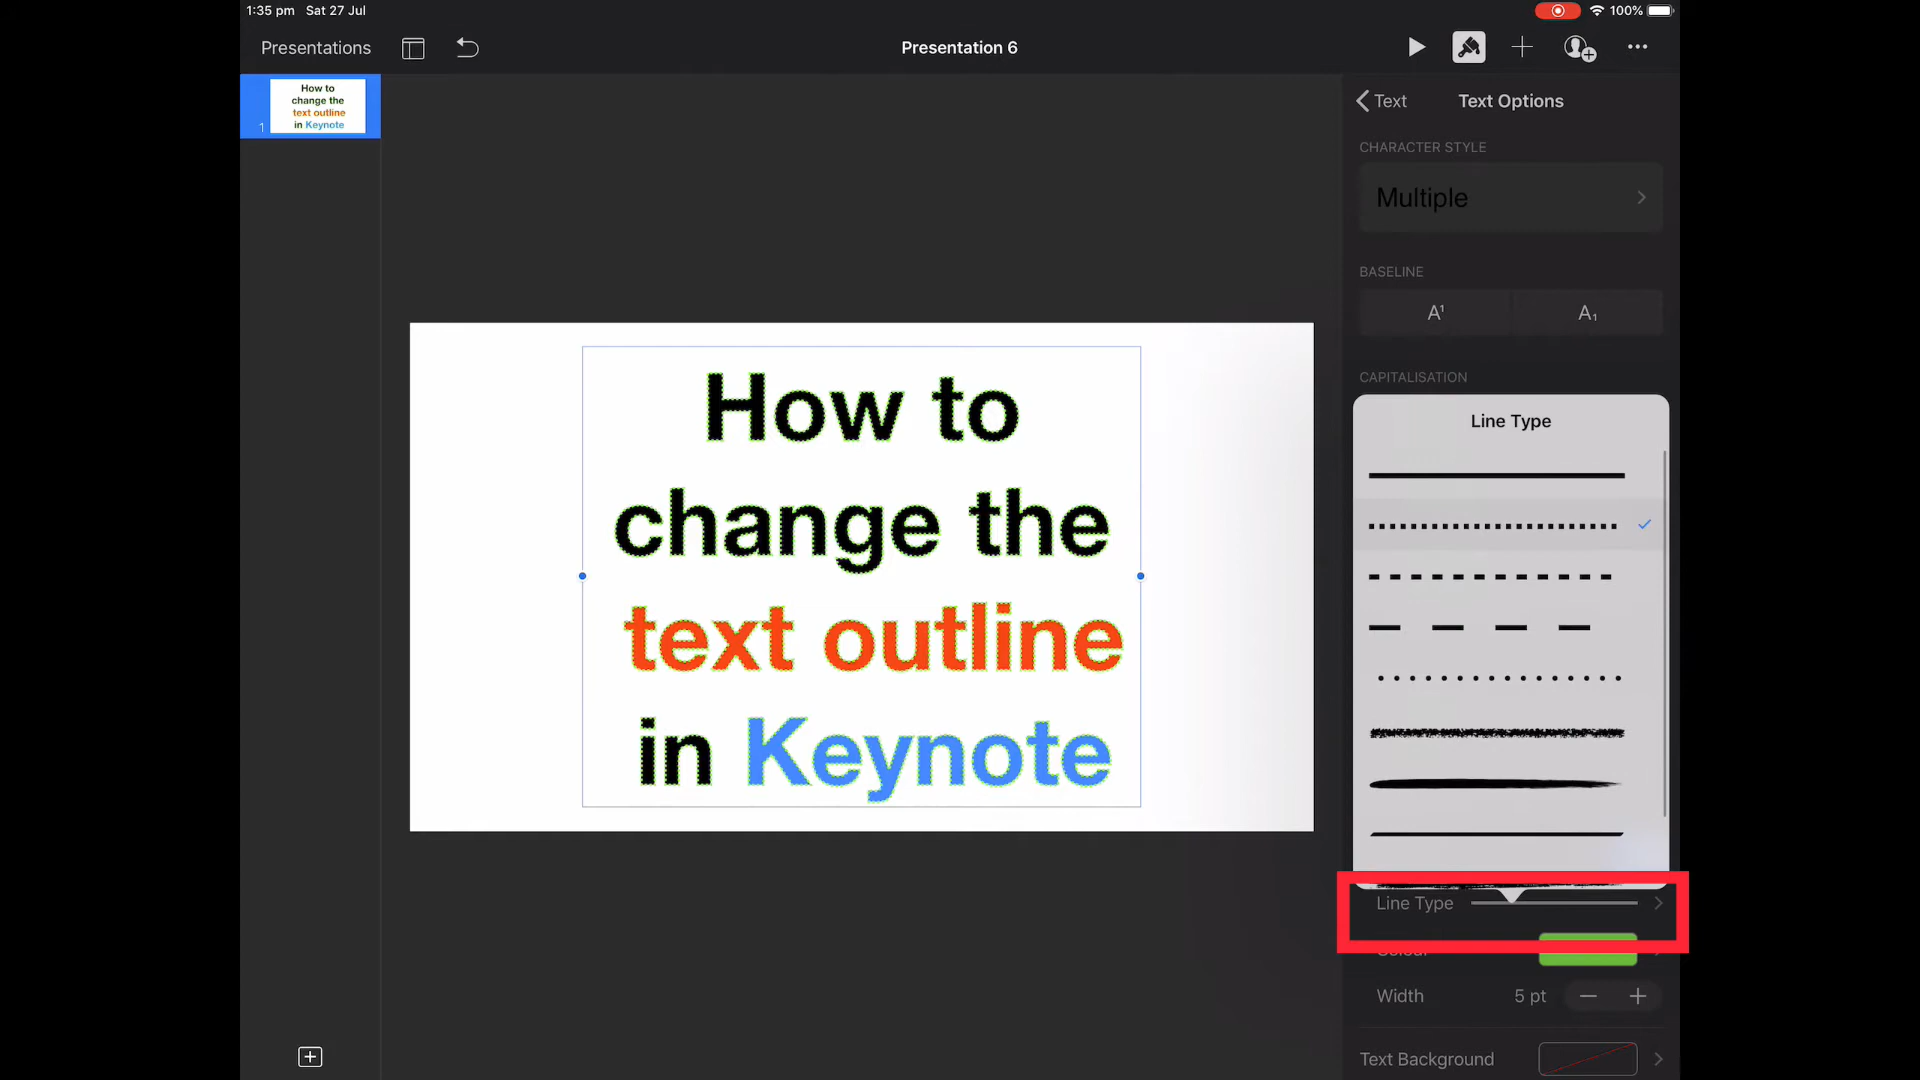 1:35 pm Sat 27 Jul
100%
Presentations
Presentation 6
How to
change the
text outline
in Keynote
1
How to
change the
text outline
in Keynote
Text
Text Options
CHARACTER STYLE
Multiple
BASELINE
A¹
A₁
CAPITALISATION
Line Type
Line Type
Colour
Width 5 pt
Text Background